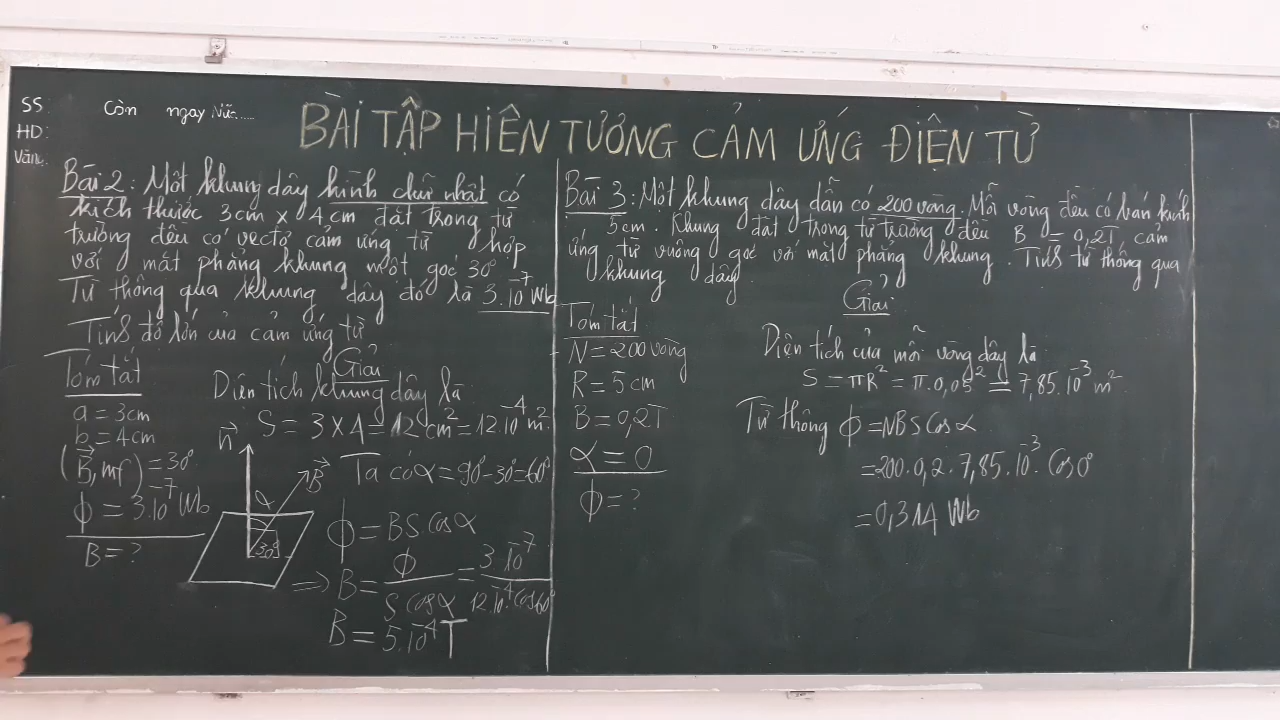 SS:
HD:
Vắng:
Còn ngay Nữa.....
BÀI TẬP HIỆN TƯỢNG CẢM ỨNG ĐIỆN TỪ
Bài 2: Một khung dây hình chữ nhật có
kích thước 3cm x 4cm đặt trong từ
trường đều có vectơ cảm ứng từ hợp
với mặt phẳng khung một góc 30°
Từ thông qua khung dây đó là 3.10⁻⁷ Wb
Tính độ lớn của cảm ứng từ
Tóm tắt
a = 3cm
b = 4cm
(B⃗, mf) = 30°
ϕ = 3.10⁻⁷ Wb
B = ?
Giải
Diện tích khung dây là
S = 3 x 4 = 12 cm² = 12.10⁻⁴ m²
n⃗
B⃗
α
30°
Ta có α = 90° - 30° = 60°
ϕ = BS.cosα
=> B = ϕ / (S cosα) = 3.10⁻⁷ / (12.10⁻⁴ cos60°)
B = 5.10⁻⁴ T
Bài 3: Một khung dây dẫn có 200 vòng. Mỗi vòng đều có bán kính
5cm. Khung đặt trong từ trường đều B = 0,2T cảm
ứng từ vuông góc với mặt phẳng khung. Tính từ thông qua
khung dây
Tóm tắt
N = 200 vòng
R = 5 cm
B = 0,2T
α = 0
ϕ = ?
Giải
Diện tích của mỗi vòng dây là
S = πR² = π.0,05² = 7,85.10⁻³ m²
Từ thông ϕ = NBS Cosα
= 200.0,2.7,85.10⁻³. Cos0°
= 0,314 Wb